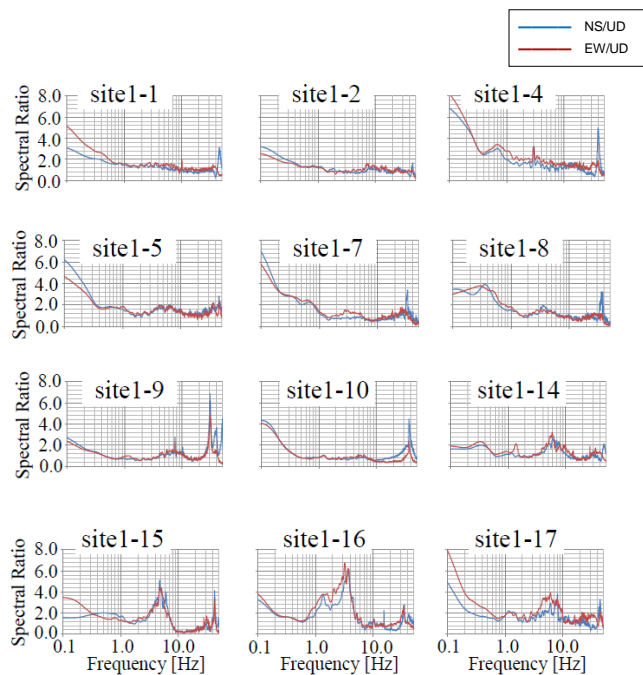 NS/UD
EW/UD
site1-1 site1-2 site1-4
Spectral Ratio
8.0
6.0
4.0
2.0
0.0
site1-5 site1-7 site1-8
Spectral Ratio
8.0
6.0
4.0
2.0
0.0
site1-9 site1-10 site1-14
Spectral Ratio
8.0
6.0
4.0
2.0
0.0
site1-15 site1-16 site1-17
Spectral Ratio
8.0
6.0
4.0
2.0
0.0
0.1 1.0 10.0 0.1 1.0 10.0 0.1 1.0 10.0
Frequency [Hz] Frequency [Hz] Frequency [Hz]